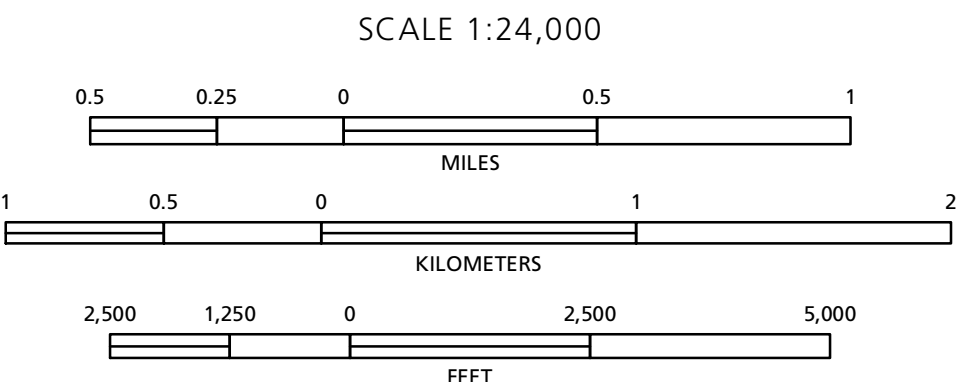 SCALE 1:24,000
0.5 0.25 0 0.5 1
MILES
1 0.5 0 1 2
KILOMETERS
2,500 1,250 0 2,500 5,000
FEET